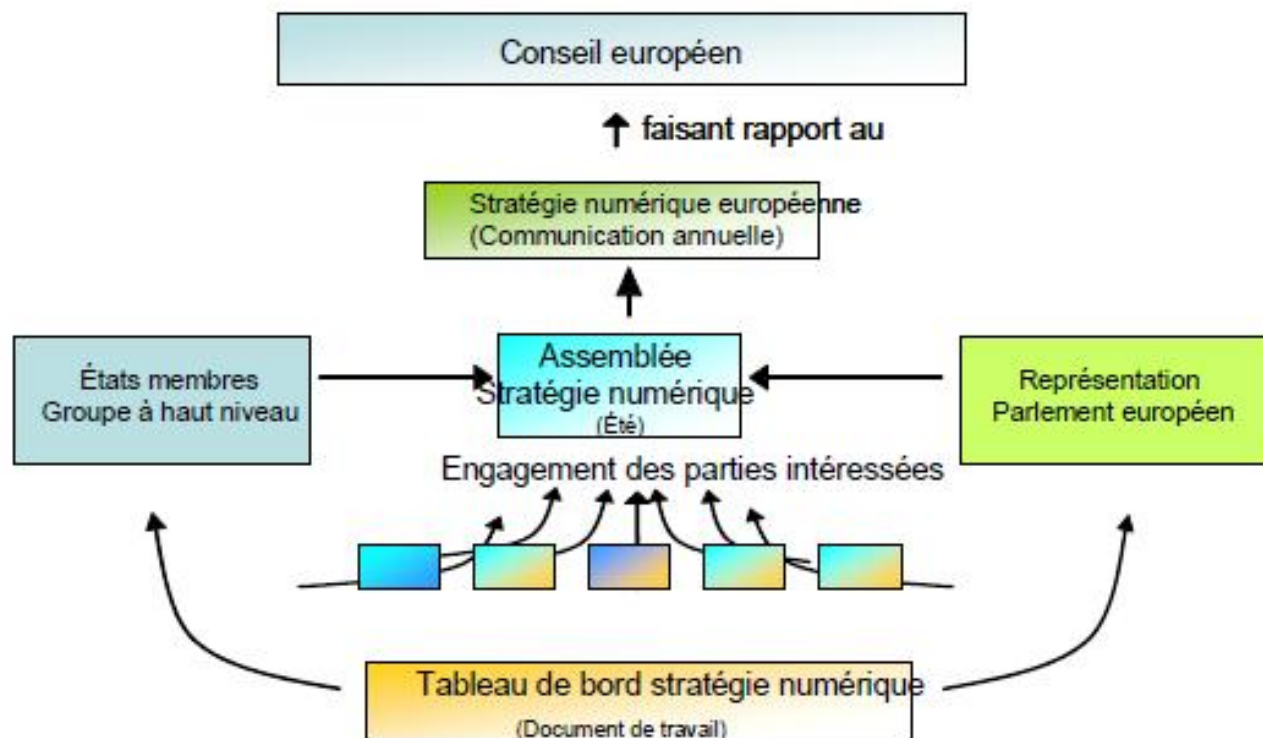 Conseil européen
faisant rapport au
Stratégie numérique européenne
(Communication annuelle)
États membres
Groupe à haut niveau
Assemblée
Stratégie numérique
(Été)
Représentation
Parlement européen
Engagement des parties intéressées
Tableau de bord stratégie numérique
(Document de travail)